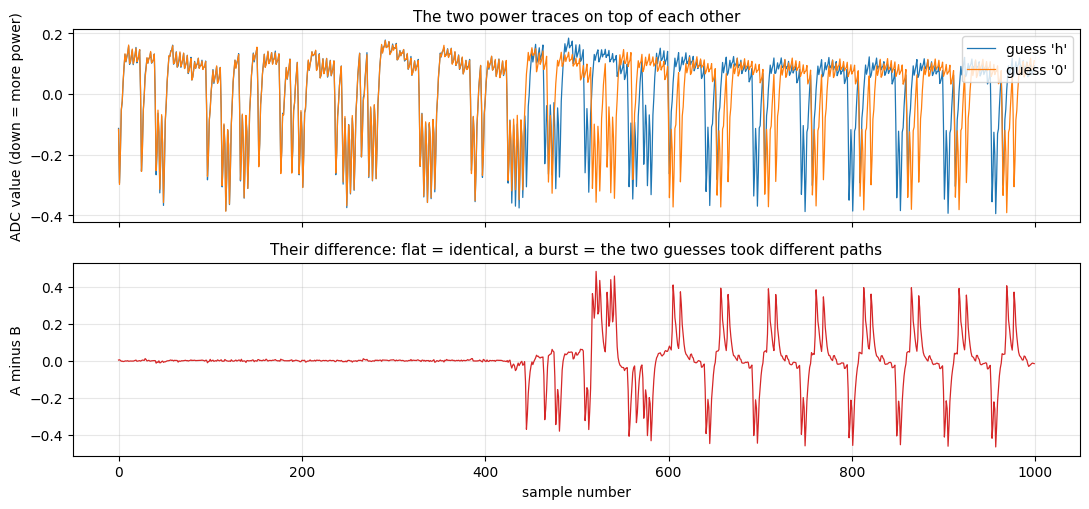 The two power traces on top of each other
ADC value (down = more power)
0.2
0.0
−0.2
−0.4
guess 'h'
guess '0'
Their difference: flat = identical, a burst = the two guesses took different paths
A minus B
0.4
0.2
0.0
−0.2
−0.4
0
200
400
600
800
1000
sample number